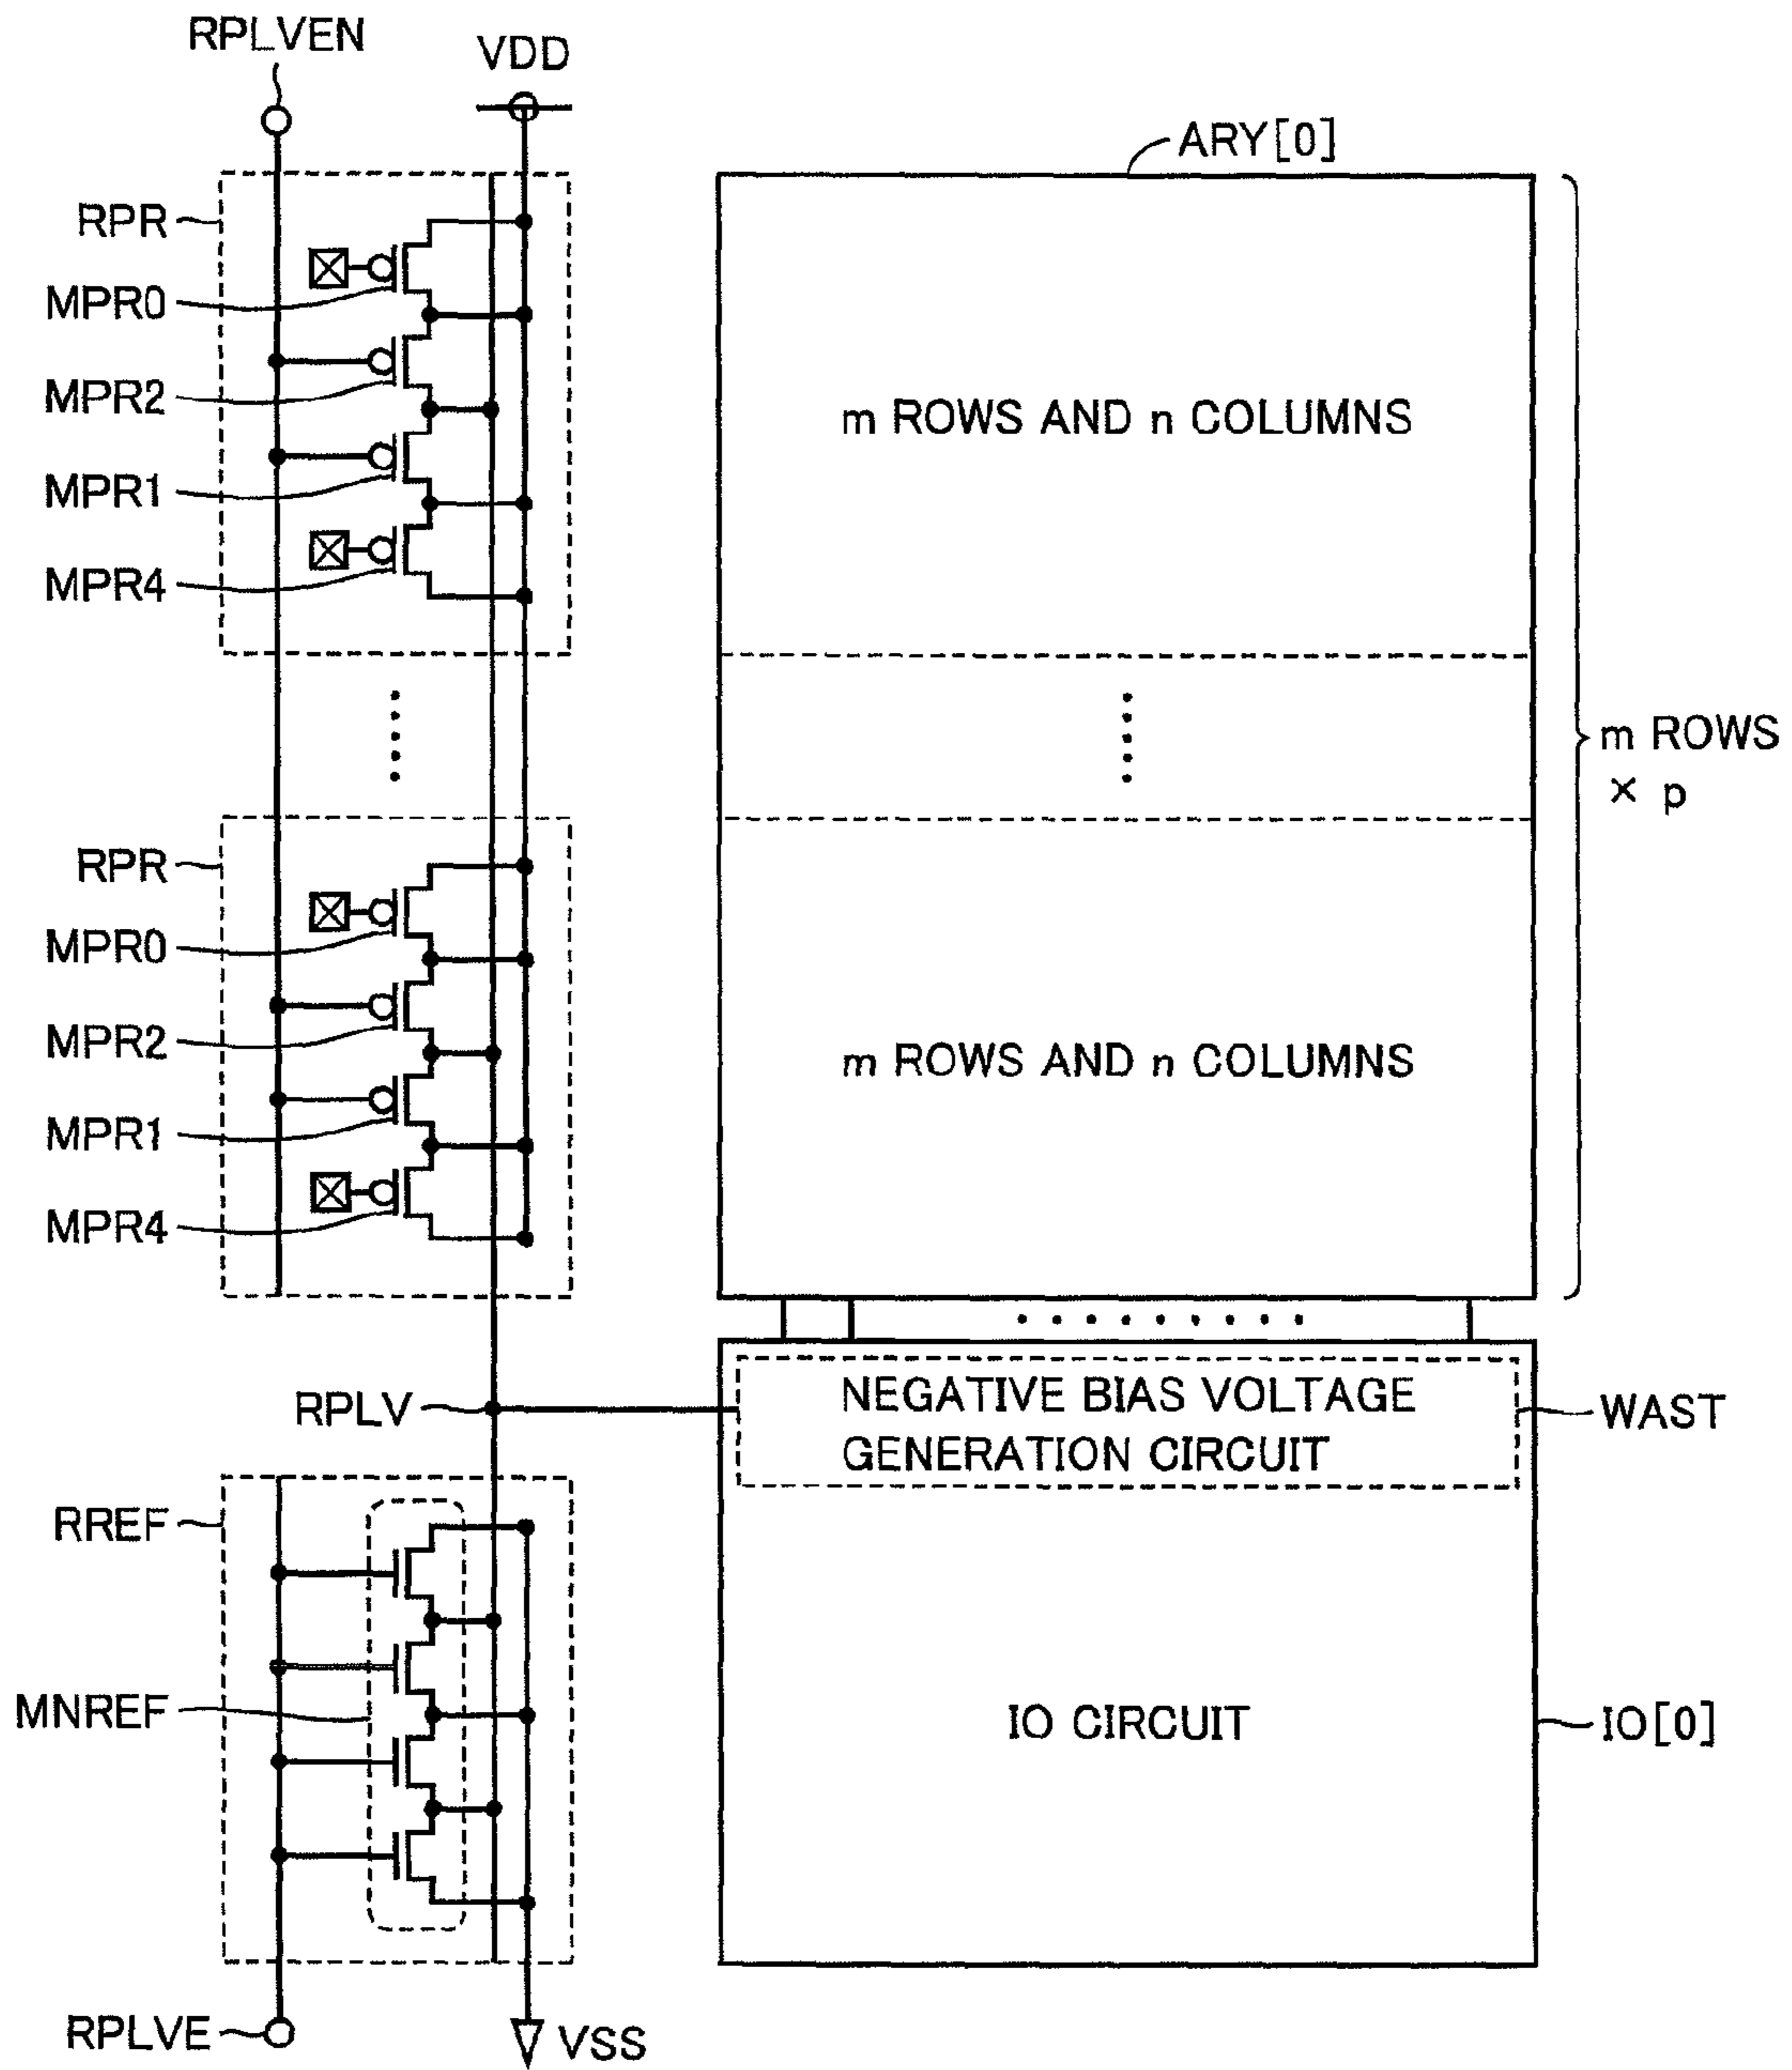 RPLVEN
VDD
ARY[0]
RPR
MPR0
MPR2
MPR1
MPR4
m ROWS AND n COLUMNS
m ROWS
× p
RPR
MPR0
MPR2
MPR1
MPR4
m ROWS AND n COLUMNS
RPLV
NEGATIVE BIAS VOLTAGE
GENERATION CIRCUIT
WAST
RREF
MNREF
IO CIRCUIT
IO[0]
RPLVE
VSS